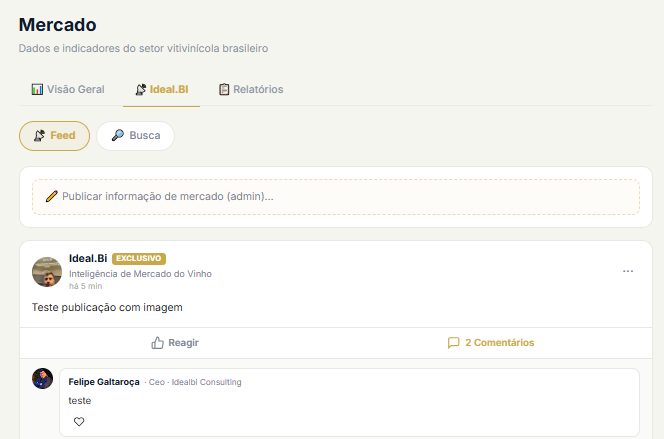 Mercado
Dados e indicadores do setor vitivinícola brasileiro
Visão Geral
Ideal.BI
Relatórios
Feed
Busca
Publicar informação de mercado (admin)...
Ideal.Bi EXCLUSIVO
Inteligência de Mercado do Vinho
há 5 min
Teste publicação com imagem
Reagir
2 Comentários
Felipe Galtaroça · Ceo · Idealbi Consulting
teste